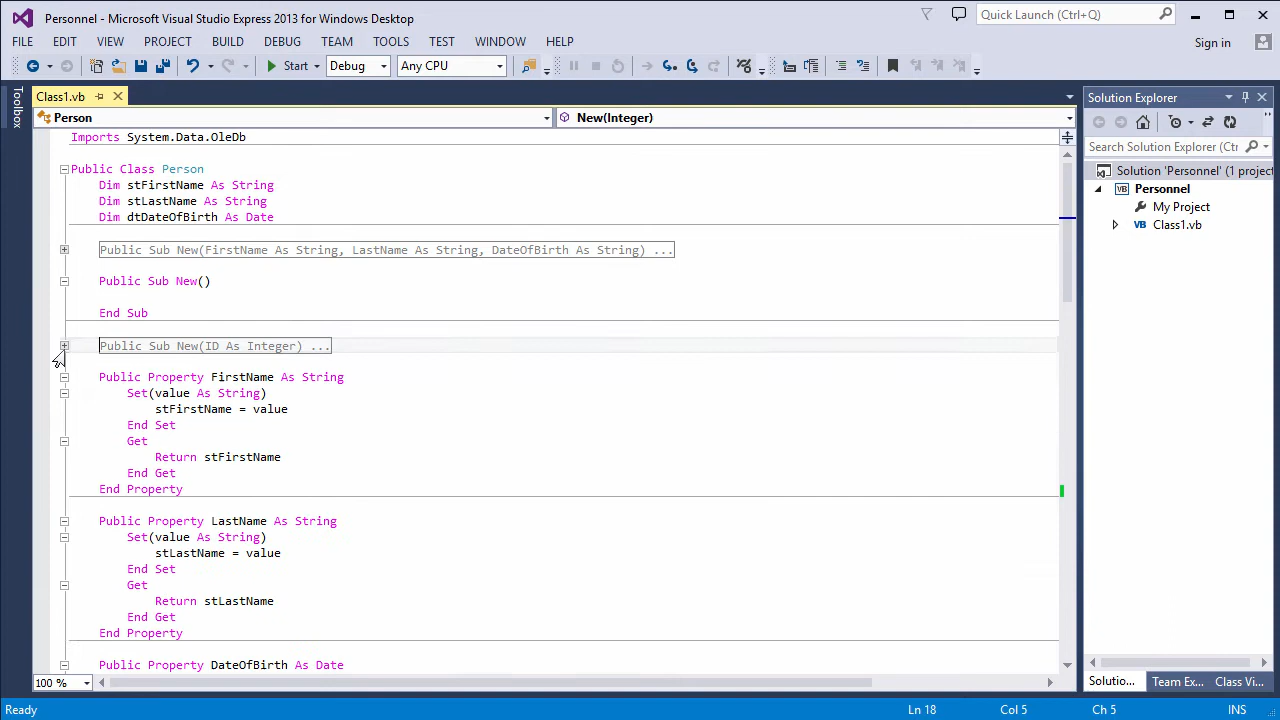 Personnel - Microsoft Visual Studio Express 2013 for Windows Desktop
Quick Launch (Ctrl+Q)
FILE EDIT VIEW PROJECT BUILD DEBUG TEAM TOOLS TEST WINDOW HELP
Sign in
Start Debug Any CPU
Toolbox
Class1.vb
Person
New(Integer)
Imports System.Data.OleDb
Public Class Person
Dim stFirstName As String
Dim stLastName As String
Dim dtDateOfBirth As Date
Public Sub New(FirstName As String, LastName As String, DateOfBirth As String) ...
Public Sub New()
End Sub
Public Sub New(ID As Integer) ...
Public Property FirstName As String
Set(value As String)
stFirstName = value
End Set
Get
Return stFirstName
End Get
End Property
Public Property LastName As String
Set(value As String)
stLastName = value
End Set
Get
Return stLastName
End Get
End Property
Public Property DateOfBirth As Date
100 %
Solution Explorer
Search Solution Explorer (Ctrl
Solution 'Personnel' (1 project
VB Personnel
My Project
VB Class1.vb
Solutio... Team Ex... Class Vi...
Ready Ln 18 Col 5 Ch 5 INS